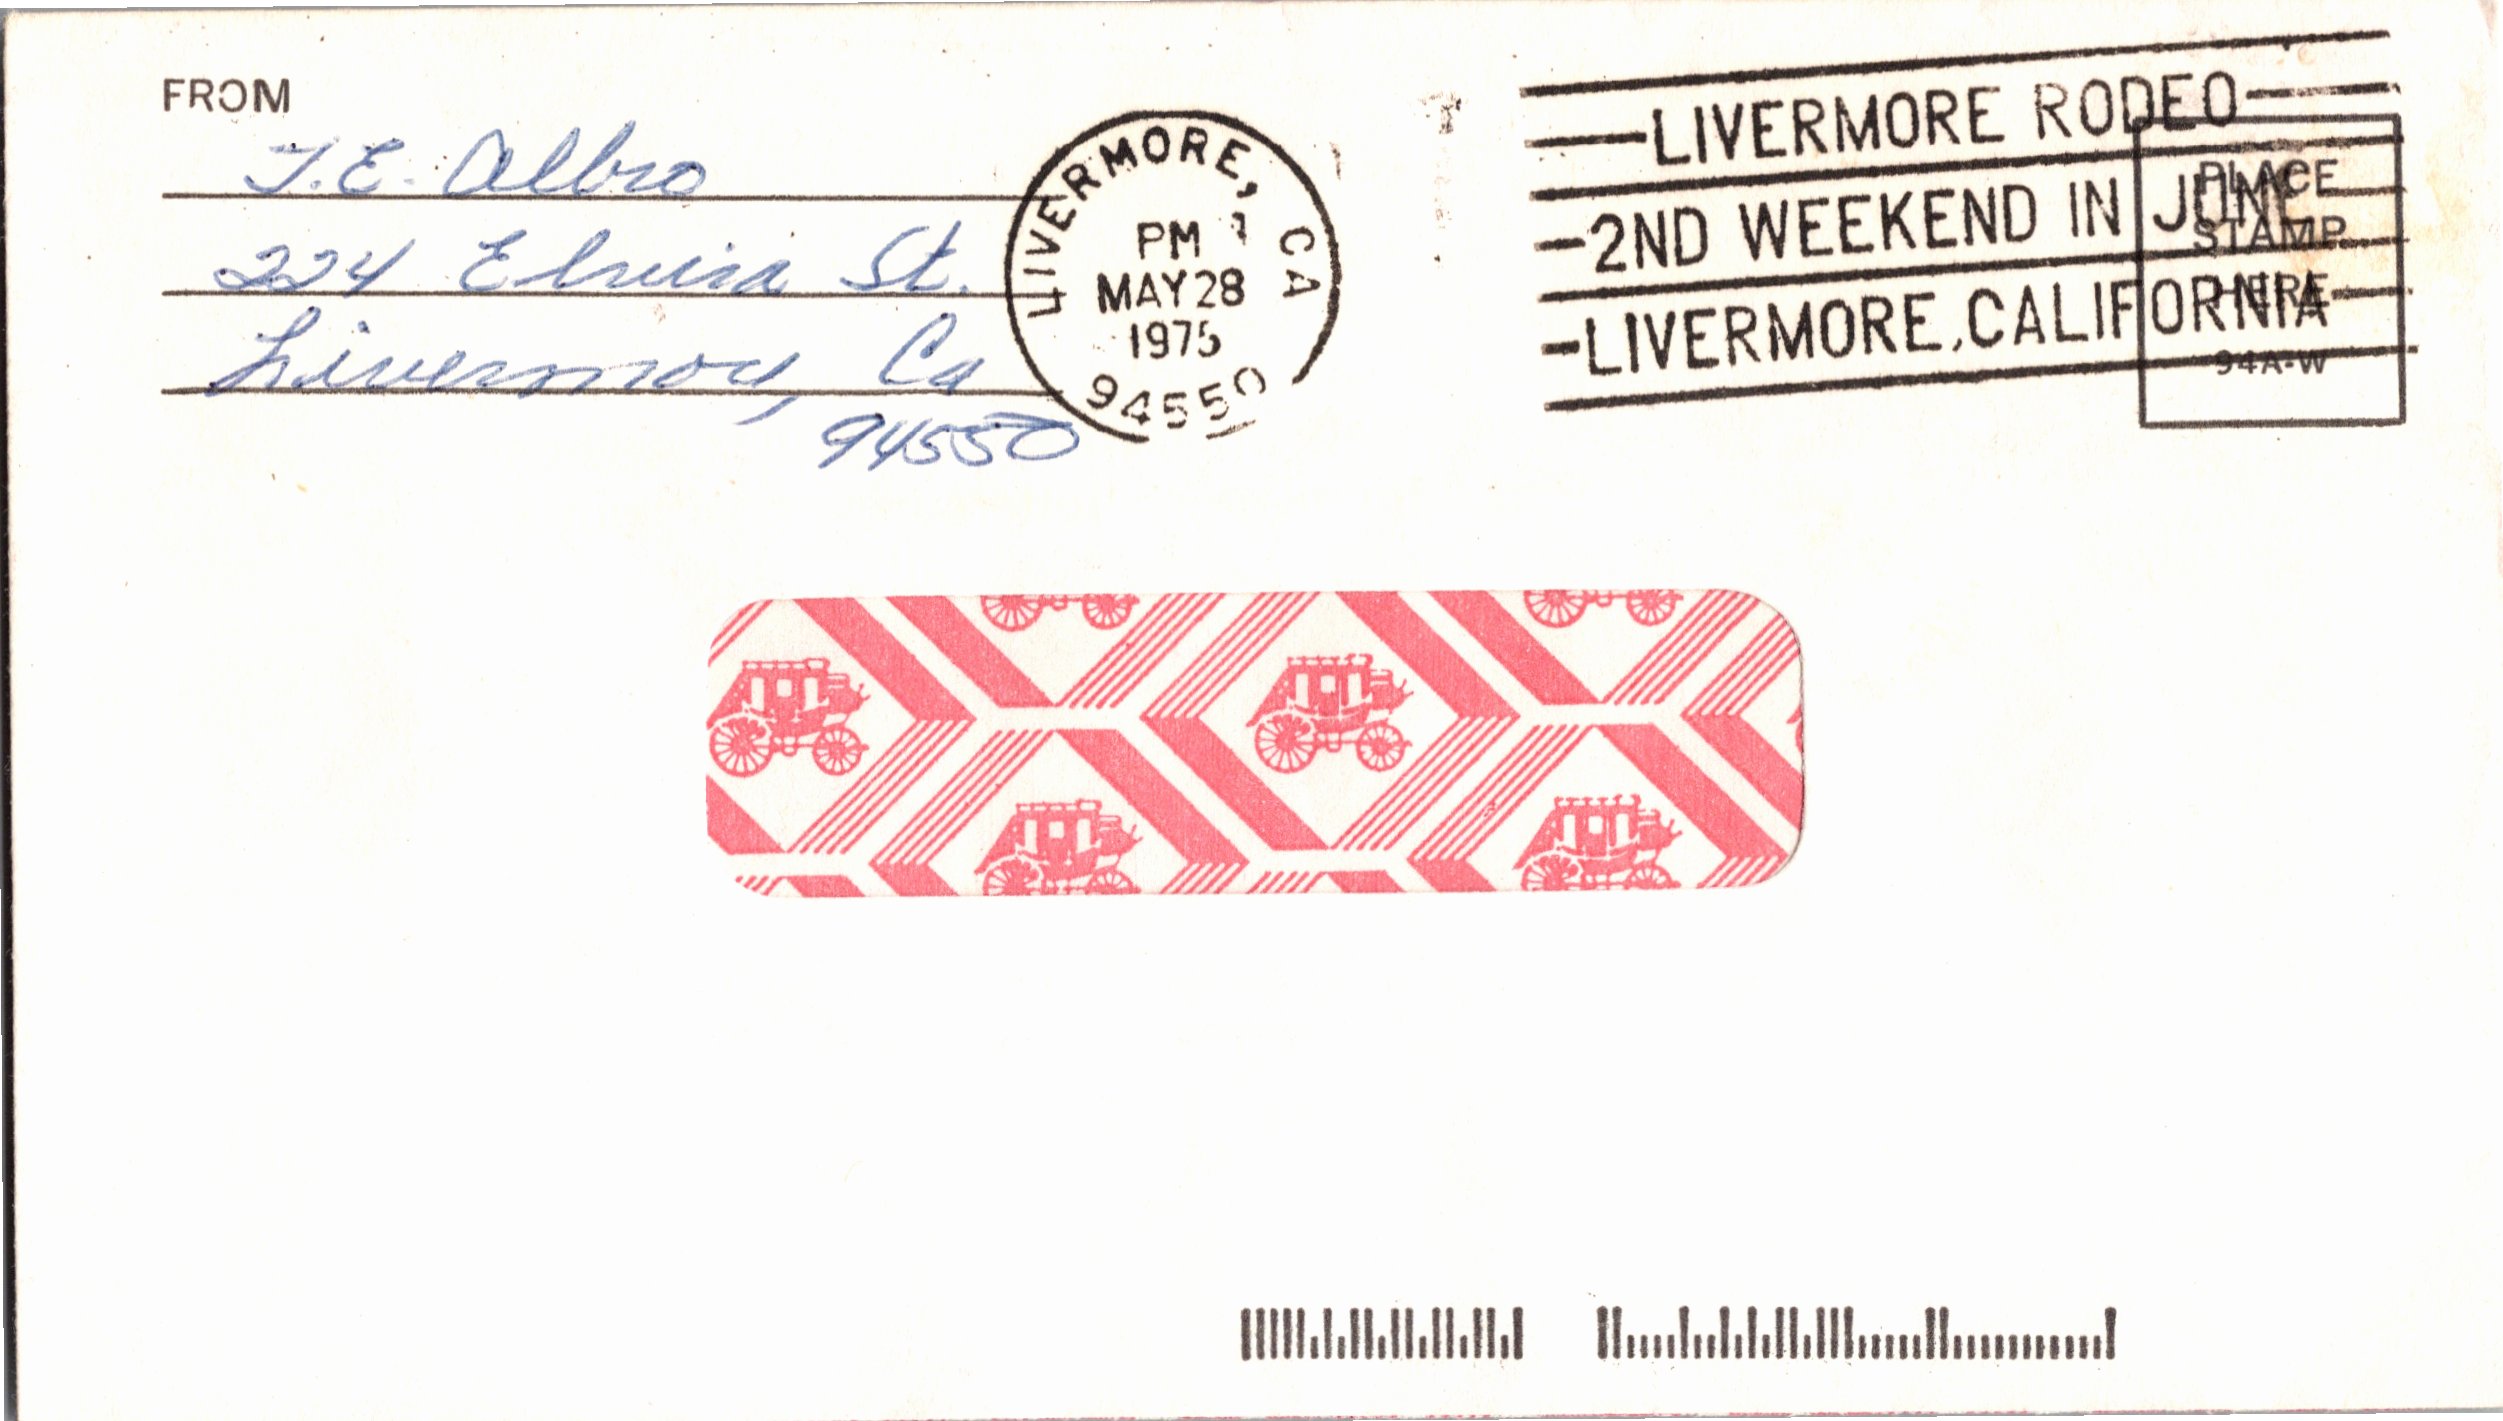 FROM
T.E. Albro
224 Elvira St.
Livermore, Ca
94550
LIVERMORE, CA
PM
MAY 28
1975
94550
LIVERMORE RODEO
2ND WEEKEND IN JUNE
LIVERMORE, CALIFORNIA
PLACE
STAMP
HERE
94A-W